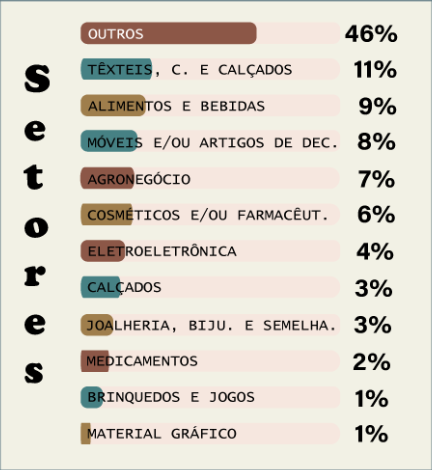 Setores
OUTROS 46%
TÊXTEIS, C. E CALÇADOS 11%
ALIMENTOS E BEBIDAS 9%
MÓVEIS E/OU ARTIGOS DE DEC. 8%
AGRONEGÓCIO 7%
COSMÉTICOS E/OU FARMACÊUT. 6%
ELETROELETRÔNICA 4%
CALÇADOS 3%
JOALHERIA, BIJU. E SEMELHA. 3%
MEDICAMENTOS 2%
BRINQUEDOS E JOGOS 1%
MATERIAL GRÁFICO 1%